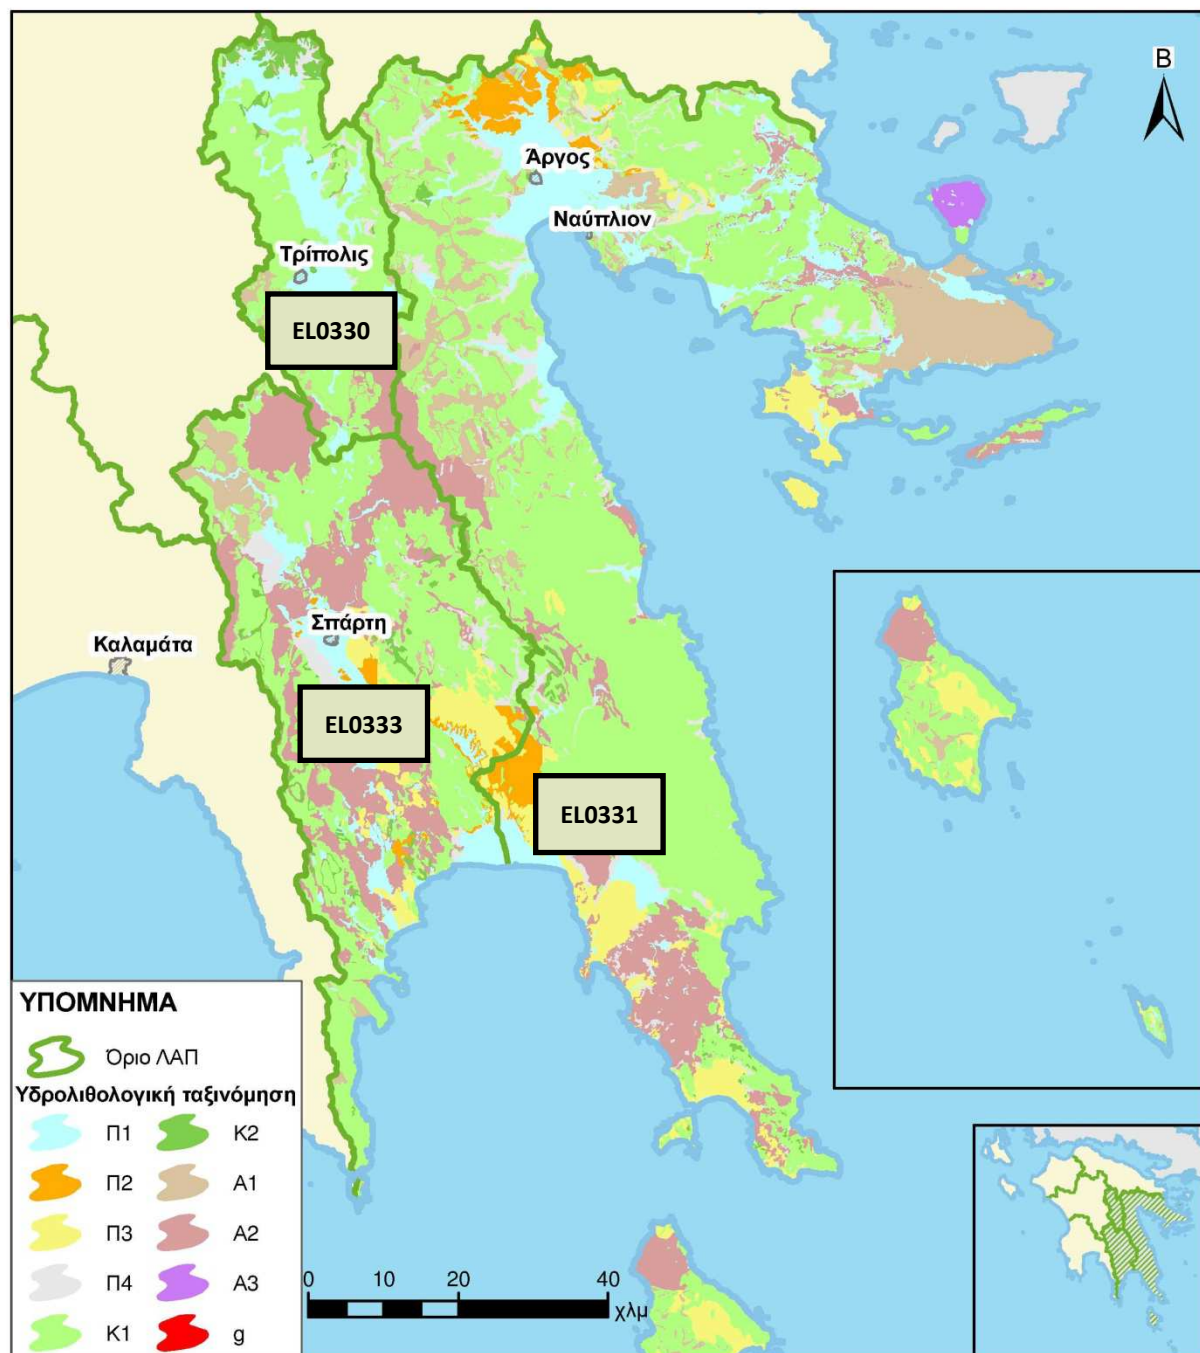 Β
Άργος
Ναύπλιον
Τρίπολις
EL0330
Σπάρτη
Καλαμάτα
EL0333
EL0331
ΥΠΟΜΝΗΜΑ
Όριο ΛΑΠ
Υδρολιθολογική ταξινόμηση
Π1 Κ2
Π2 Α1
Π3 Α2
Π4 Α3
Κ1 g
0 10 20 40
χλμ